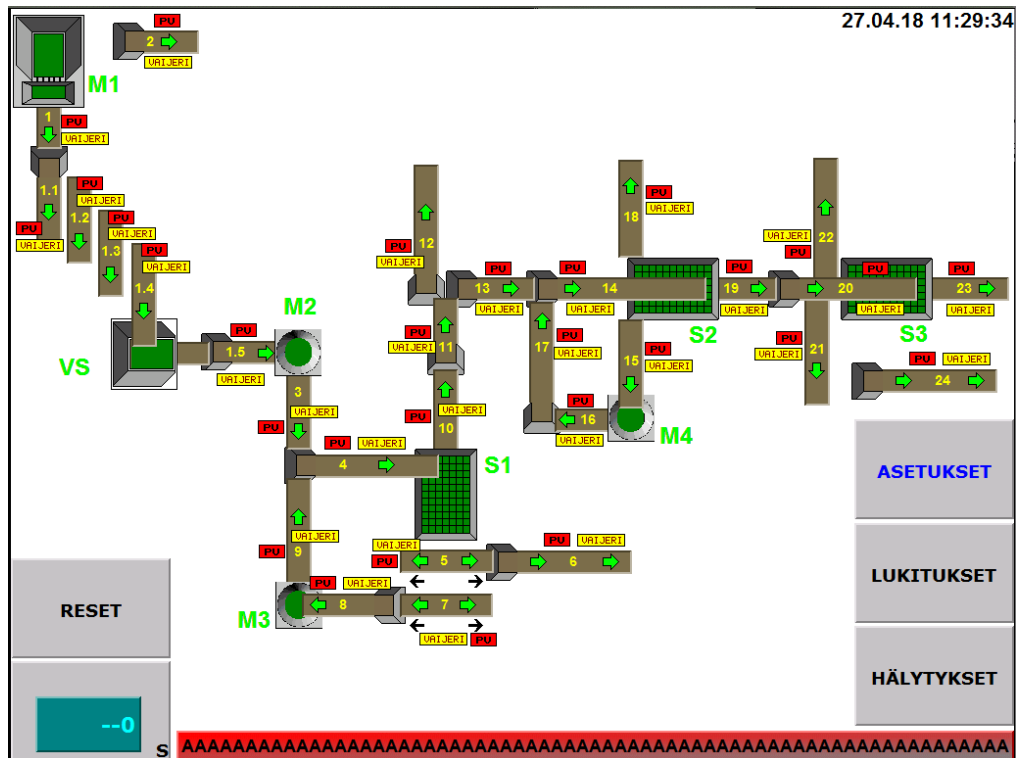 27.04.18 11:29:34
PU
2
VAIJERI
M1
1
PU
VAIJERI
1.1
PU
VAIJERI
PU
VAIJERI
1.2
PU
VAIJERI
1.3
PU
VAIJERI
1.4
VS
PU
1.5
VAIJERI
M2
3
VAIJERI
PU
PU
VAIJERI
4
S1
9
VAIJERI
PU
M3
PU
VAIJERI
8
7
VAIJERI
PU
VAIJERI
PU
5
PU
VAIJERI
6
PU
VAIJERI
10
PU
VAIJERI
11
12
PU
VAIJERI
PU
13
VAIJERI
PU
14
VAIJERI
17
PU
VAIJERI
PU
16
VAIJERI
M4
15
PU
VAIJERI
18
PU
VAIJERI
S2
PU
19
VAIJERI
VAIJERI
PU
22
PU
20
VAIJERI
S3
PU
23
VAIJERI
PU
VAIJERI
21
PU
VAIJERI
24
ASETUKSET
LUKITUKSET
HÄLYTYKSET
RESET
--0
S
AAAAAAAAAAAAAAAAAAAAAAAAAAAAAAAAAAAAAAAAAAAAAAAAAAAAAAAAAAAAAAAA